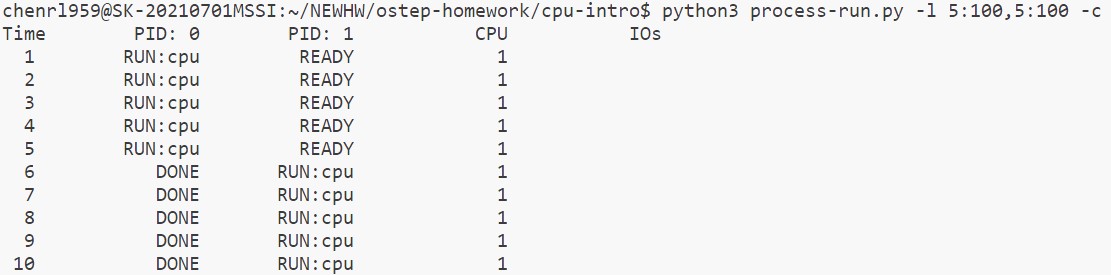 chenrl959@SK-20210701MSSI:~/NEWHW/ostep-homework/cpu-intro$ python3 process-run.py -l 5:100,5:100 -c
Time PID: 0 PID: 1 CPU IOs
1 RUN:cpu READY 1
2 RUN:cpu READY 1
3 RUN:cpu READY 1
4 RUN:cpu READY 1
5 RUN:cpu READY 1
6 DONE RUN:cpu 1
7 DONE RUN:cpu 1
8 DONE RUN:cpu 1
9 DONE RUN:cpu 1
10 DONE RUN:cpu 1